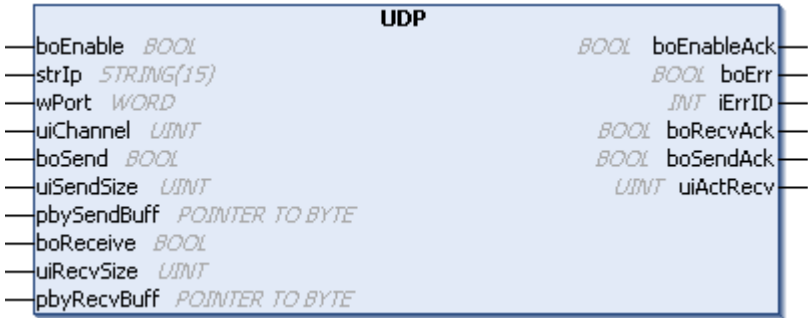 UDP
boEnable BOOL BOOL boEnableAck
strIp STRING(15) BOOL boErr
wPort WORD INT iErrID
uiChannel UINT BOOL boRecvAck
boSend BOOL BOOL boSendAck
uiSendSize UINT UINT uiActRecv
pbySendBuff POINTER TO BYTE
boReceive BOOL
uiRecvSize UINT
pbyRecvBuff POINTER TO BYTE